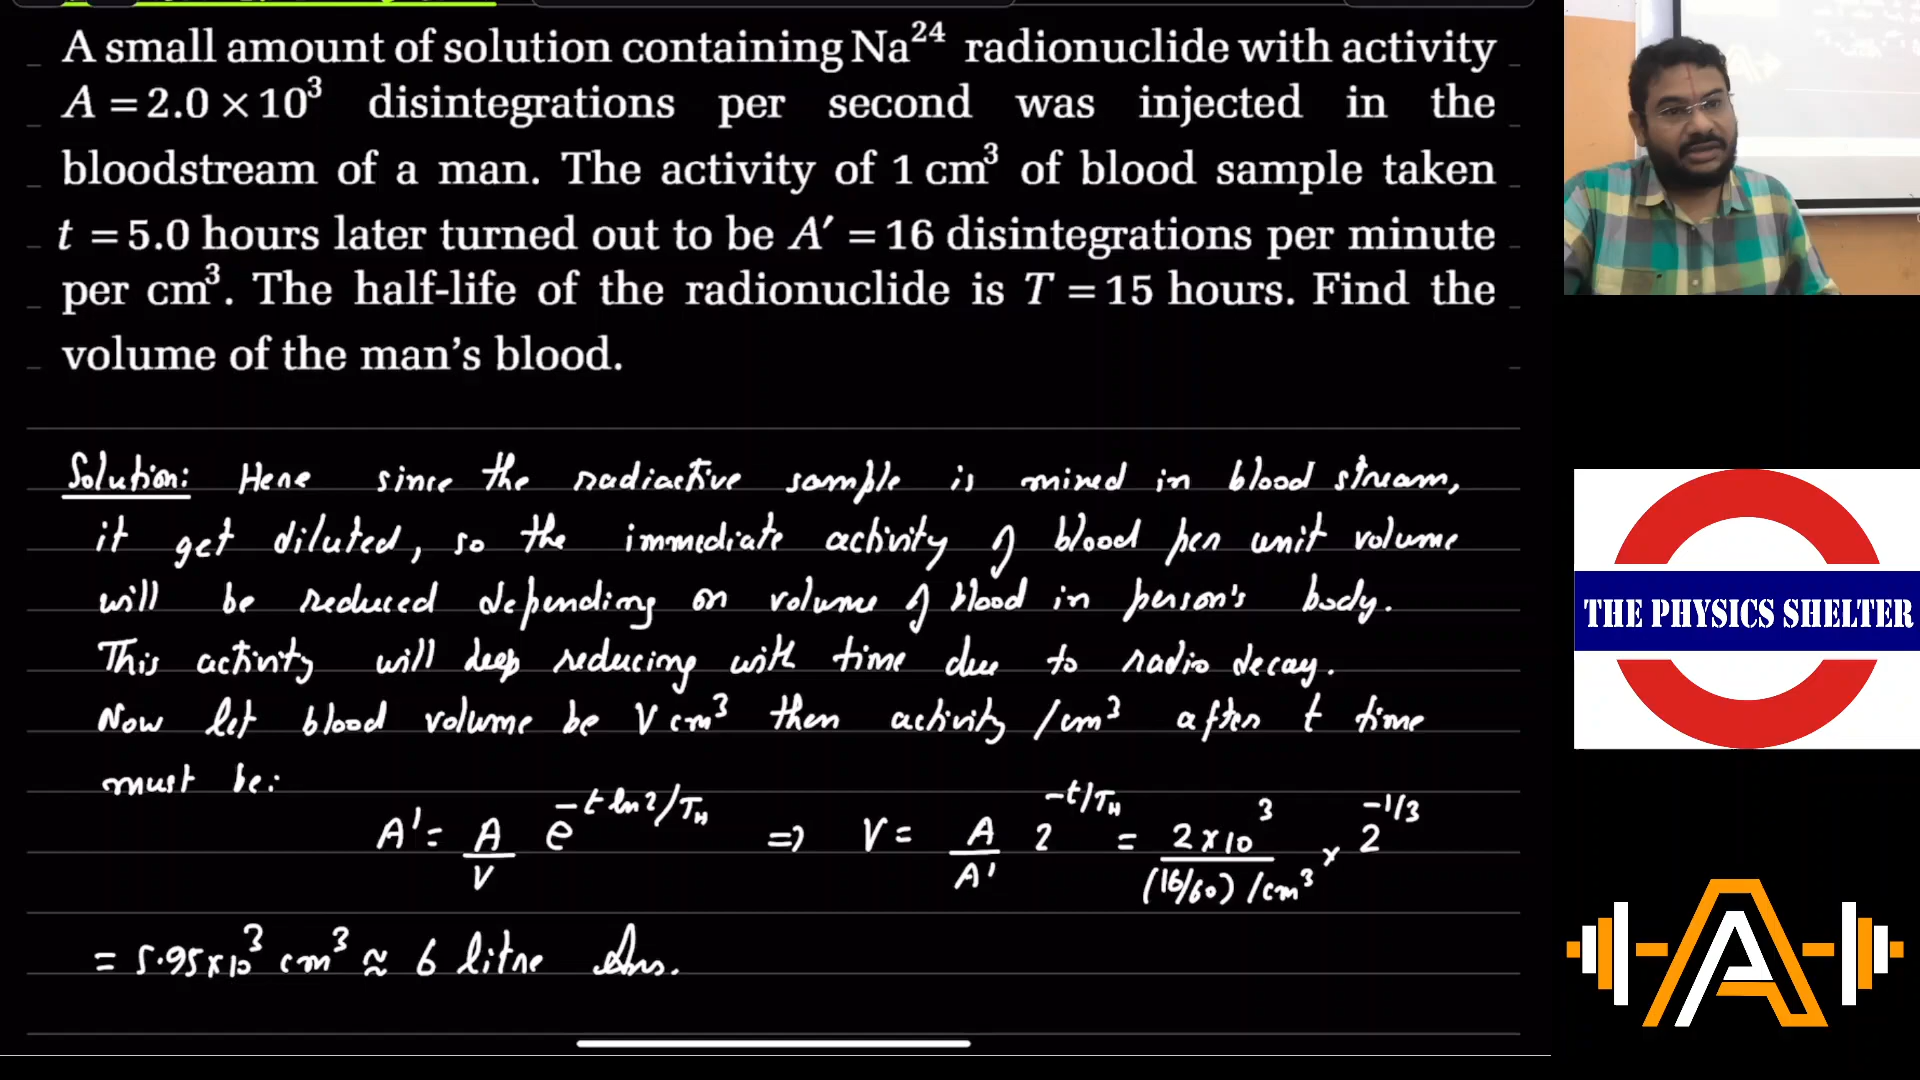 A small amount of solution containing Na²⁴ radionuclide with activity
A = 2.0 × 10³ disintegrations per second was injected in the
bloodstream of a man. The activity of 1 cm³ of blood sample taken
t = 5.0 hours later turned out to be A′ = 16 disintegrations per minute
per cm³. The half-life of the radionuclide is T = 15 hours. Find the
volume of the man's blood.
Solution: Here since the radiactive sample is mixed in blood stream,
it get diluted, so the immediate activity of blood per unit volume
will be reduced depending on volume of blood in person's body.
This activity will deep reducing with time due to radio decay.
Now let blood volume be V cm³ then activity /cm³ after t time
must be:
A' = A/V e^(-t ln2/T_H) ⇒ V = A/A' 2^(-t/T_H) = 2×10³/((16/60) /cm³) × 2^(-1/3)
= 5.95×10³ cm³ ≈ 6 litre Ans.
THE PHYSICS SHELTER
A